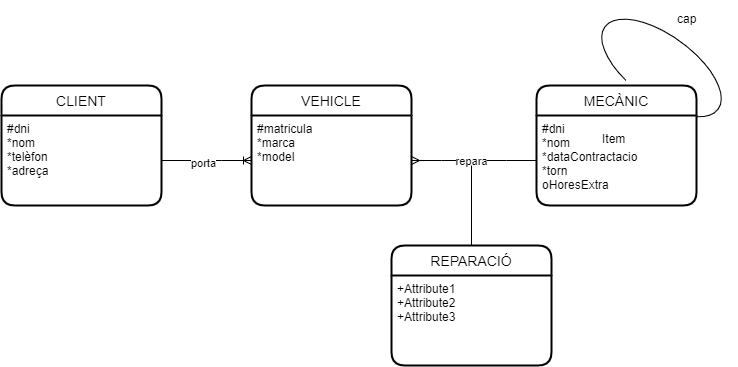 cap
CLIENT
#dni
*nom
*telèfon
*adreça
porta
VEHICLE
#matricula
*marca
*model
repara
MECÀNIC
#dni
*nom
Item
*dataContractacio
*torn
oHoresExtra
REPARACIÓ
+Attribute1
+Attribute2
+Attribute3